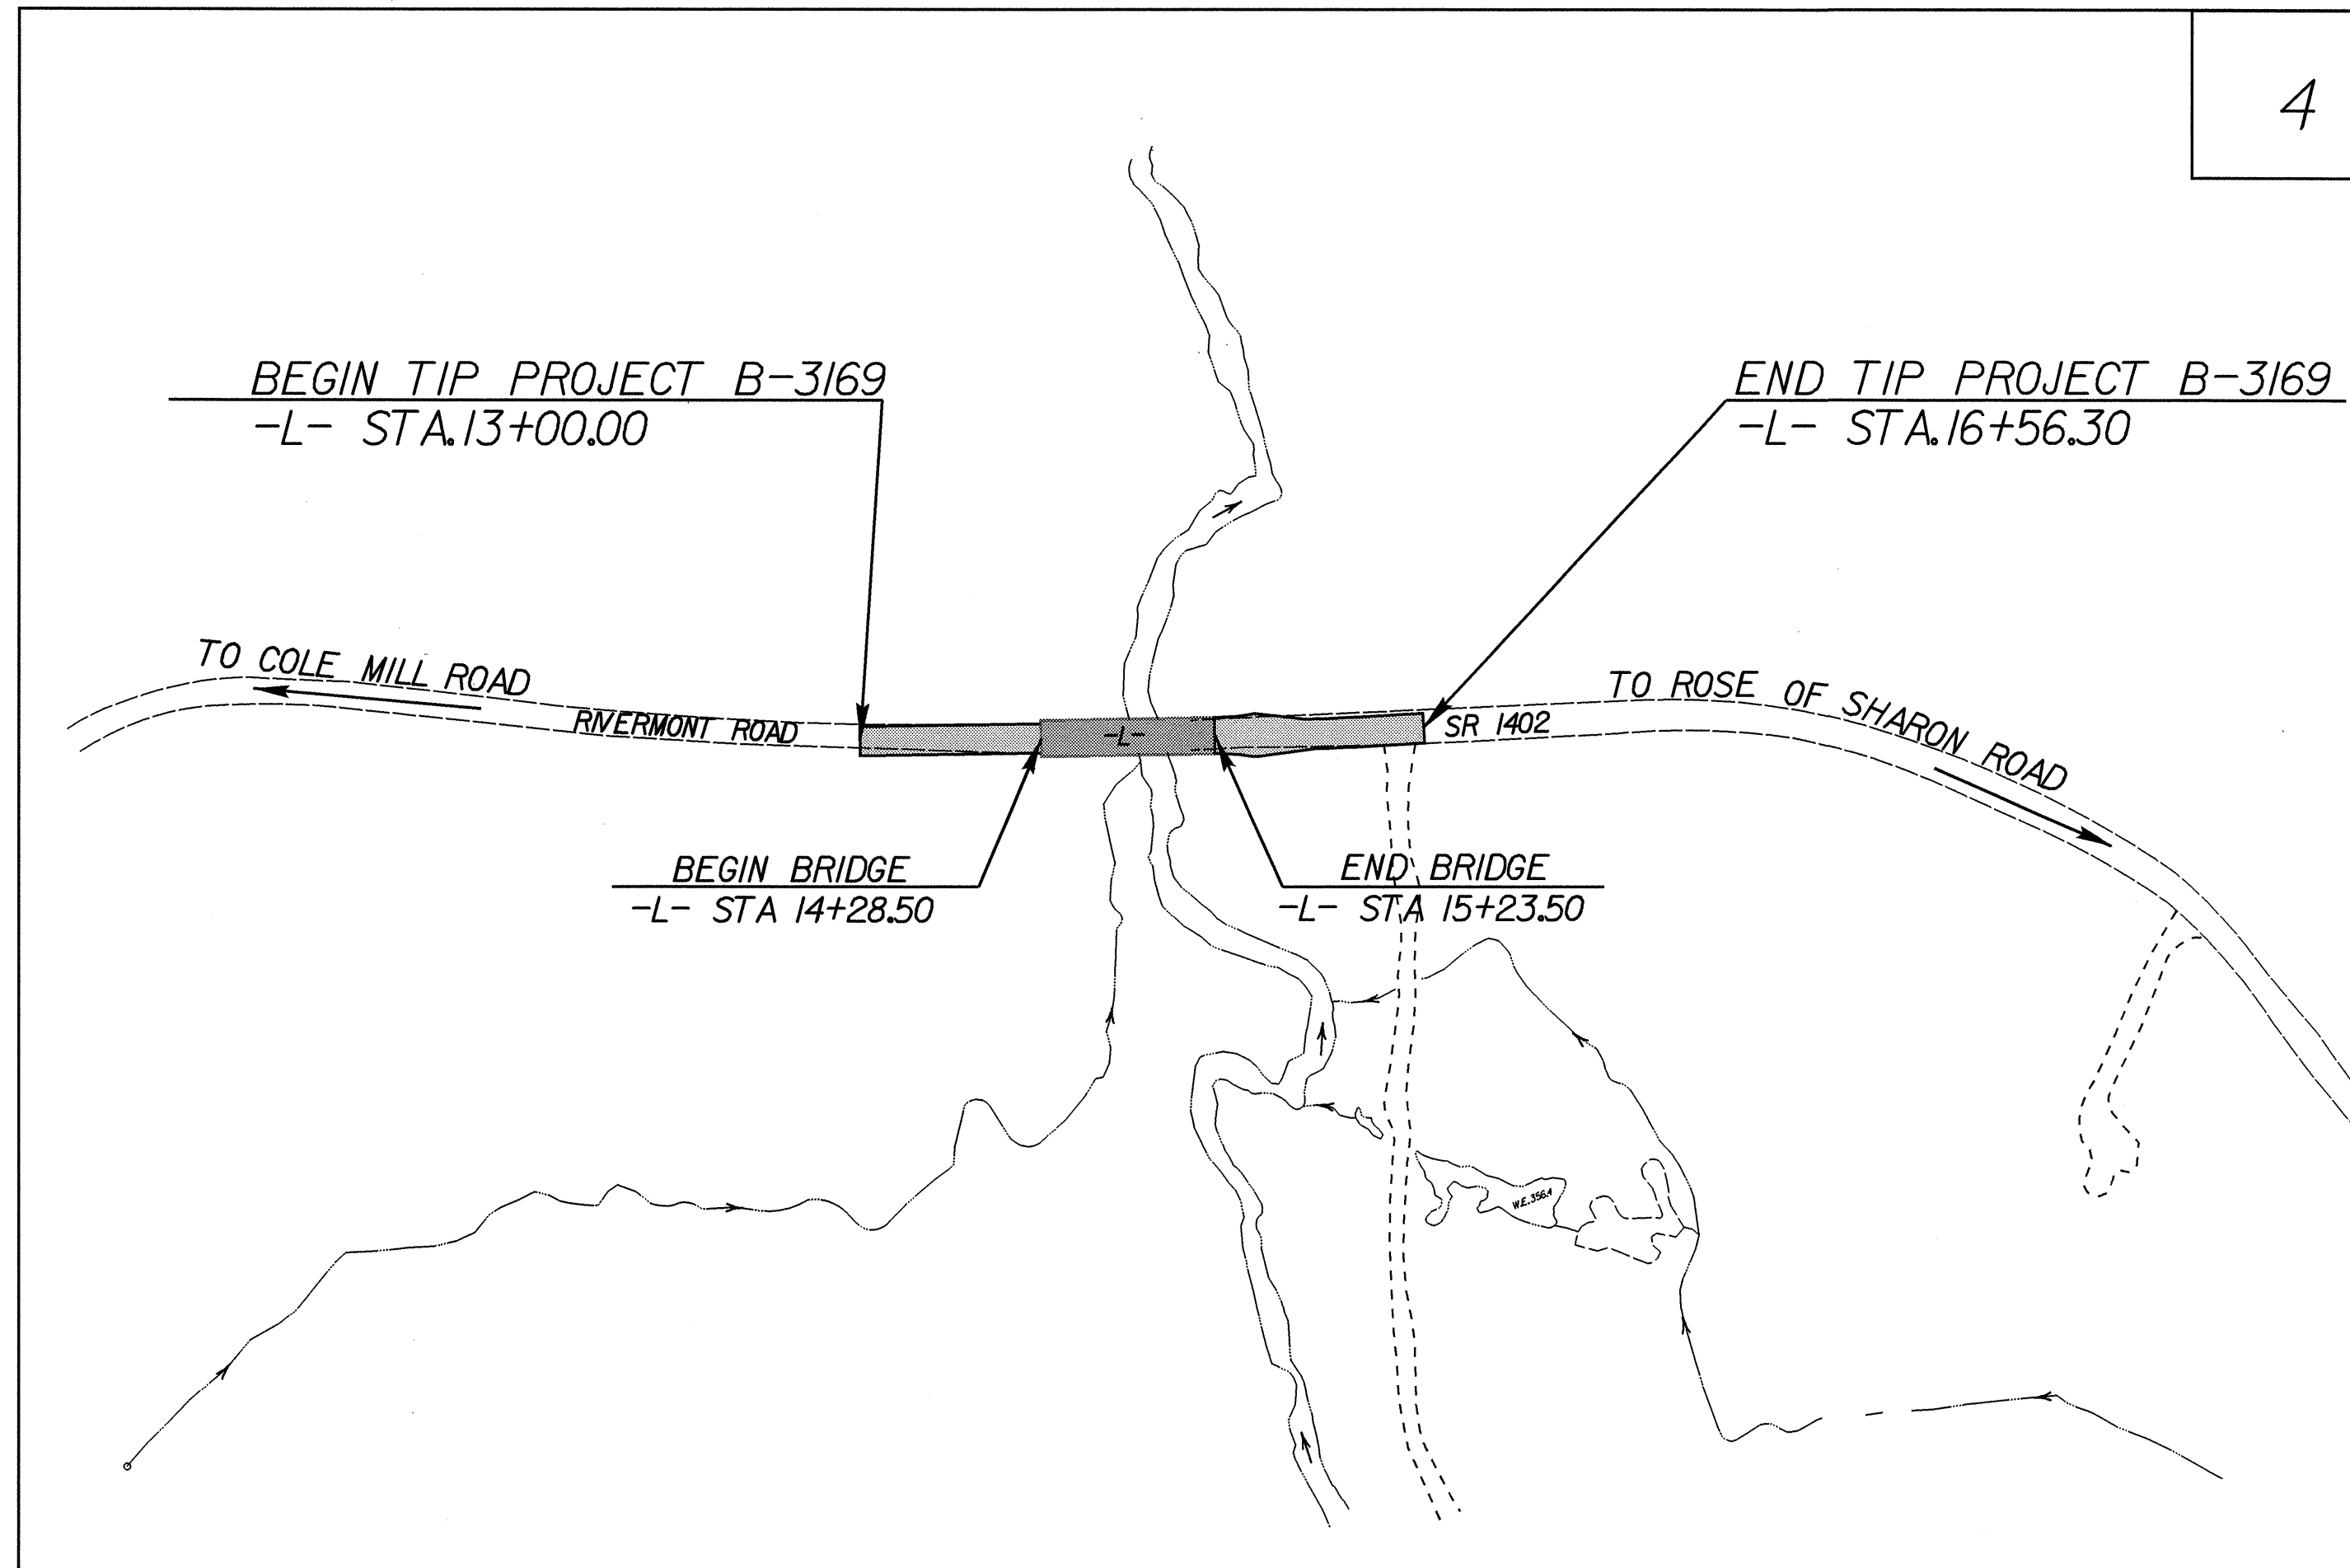 4
BEGIN TIP PROJECT B-3169
-L- STA.13+00.00
END TIP PROJECT B-3169
-L- STA.16+56.30
TO COLE MILL ROAD
RIVERMONT ROAD
-L-
SR 1402
TO ROSE OF SHARON ROAD
BEGIN BRIDGE
-L- STA 14+28.50
END BRIDGE
-L- STA 15+23.50
W.E. 356.4